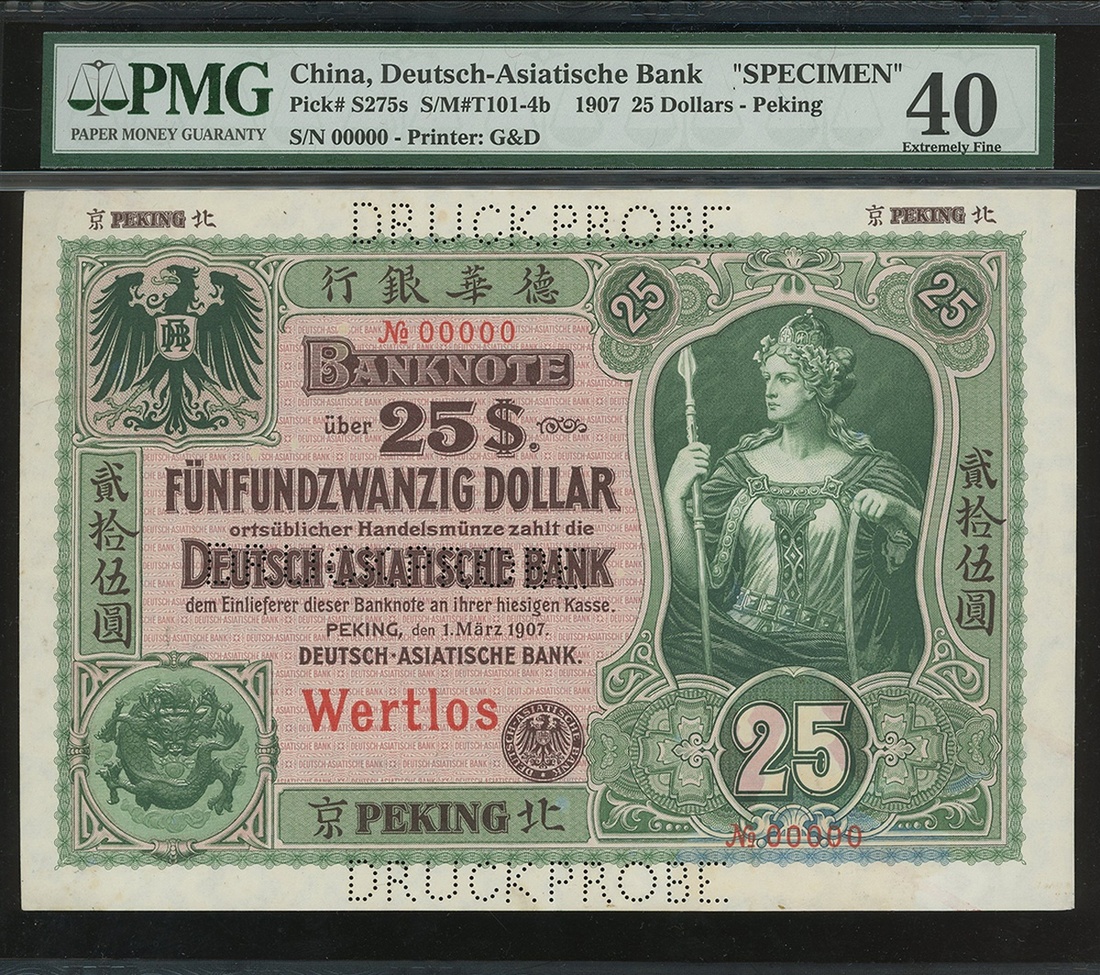 PMG
PAPER MONEY GUARANTY
China, Deutsch-Asiatische Bank "SPECIMEN"
Pick# S275s S/M#T101-4b 1907 25 Dollars - Peking
S/N 00000 - Printer: G&D
40
Extremely Fine
京 PEKING 北
DRUCKPROBE
京 PEKING 北
行銀華德
25
25
DAB
№ 00000
BANKNOTE
über 25$.
FÜNFUNDZWANZIG DOLLAR
ortsüblicher Handelsmünze zahlt die
DEUTSCH-ASIATISCHE BANK
dem Einlieferer dieser Banknote an ihrer hiesigen Kasse.
PEKING, den 1. März 1907.
DEUTSCH-ASIATISCHE BANK.
貳拾伍圓
貳拾伍圓
Wertlos
DEUTSCH-ASIATISCHE BANK
25
京 PEKING 北
№ 00000
DRUCKPROBE